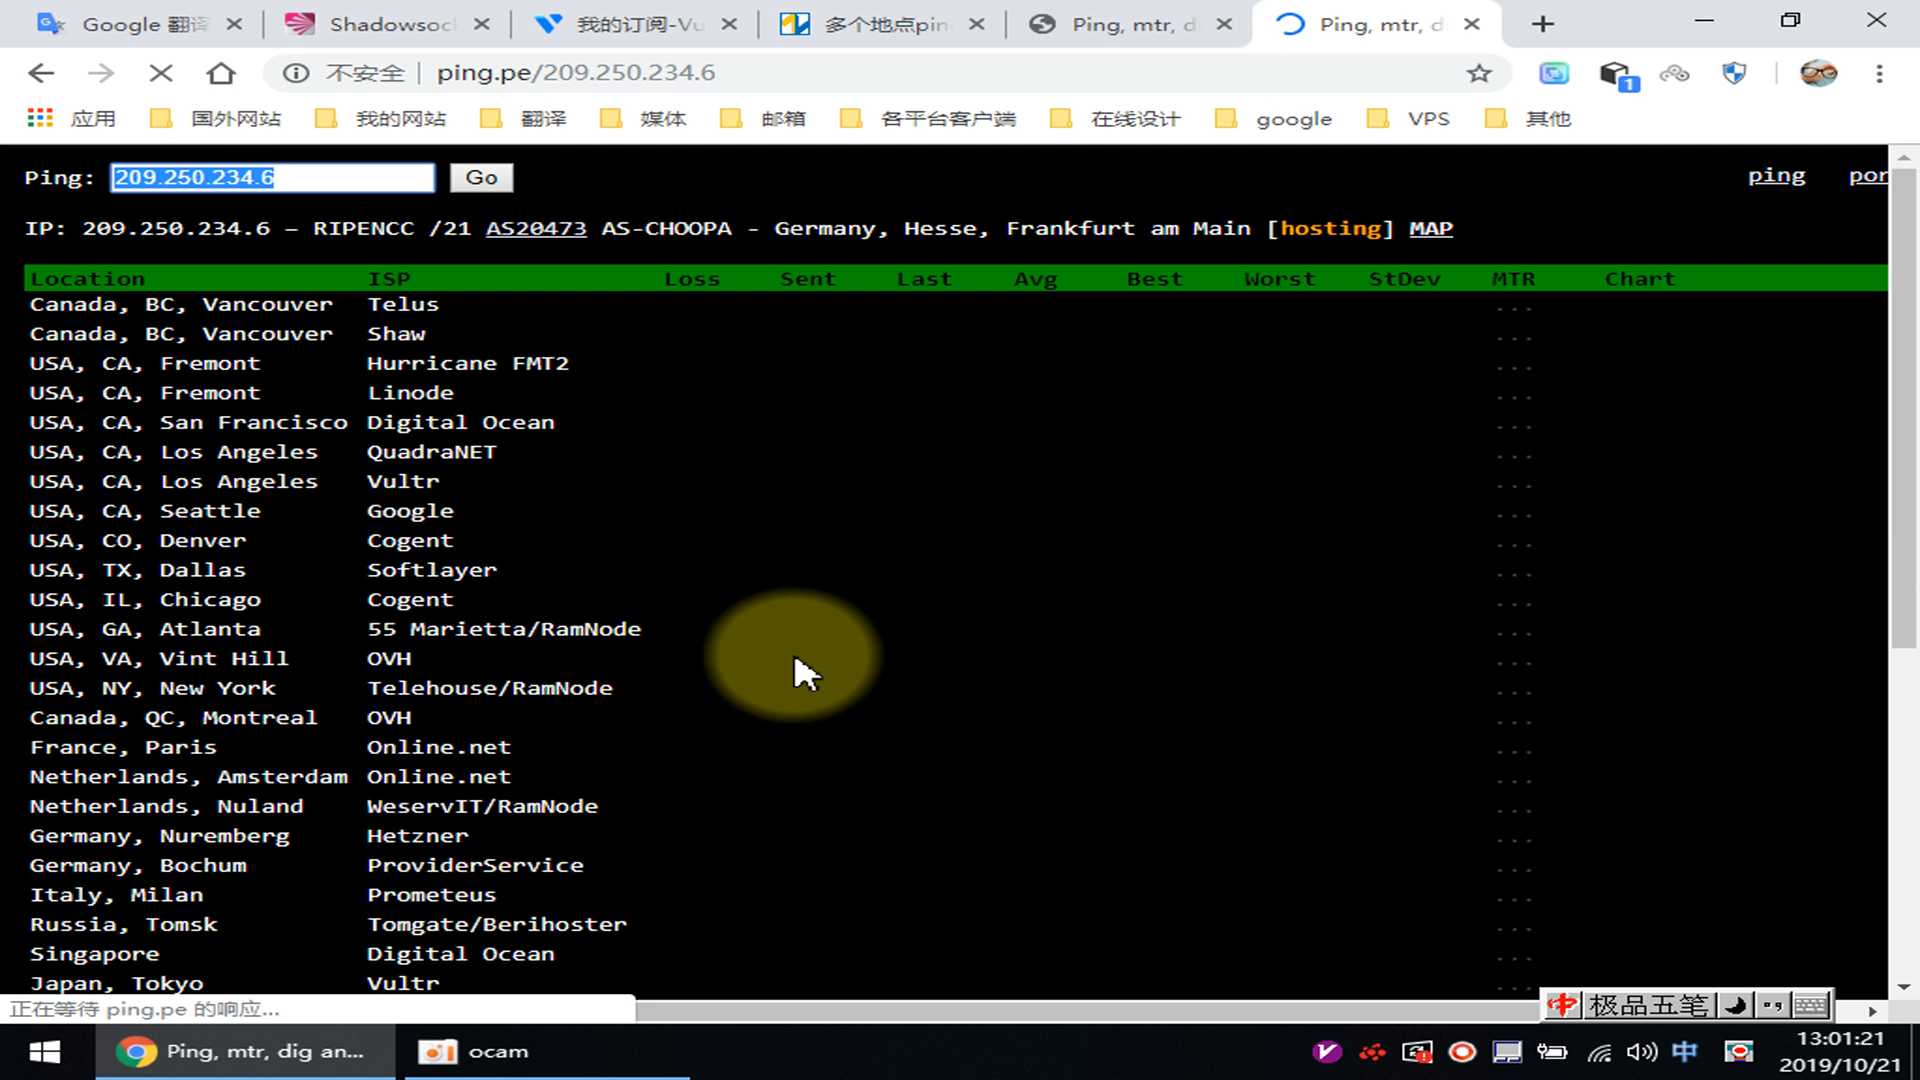 Google 翻译
Shadowsoc
我的订阅-Vu
多个地点pin
Ping, mtr, d
Ping, mtr, d
不安全
ping.pe/209.250.234.6
应用
国外网站
我的网站
翻译
媒体
邮箱
各平台客户端
在线设计
google
VPS
其他
Ping: 209.250.234.6 Go
ping por
IP: 209.250.234.6 – RIPENCC /21 AS20473 AS-CHOOPA - Germany, Hesse, Frankfurt am Main [hosting] MAP
Location ISP Loss Sent Last Avg Best Worst StDev MTR Chart
Canada, BC, Vancouver Telus ...
Canada, BC, Vancouver Shaw ...
USA, CA, Fremont Hurricane FMT2 ...
USA, CA, Fremont Linode ...
USA, CA, San Francisco Digital Ocean ...
USA, CA, Los Angeles QuadraNET ...
USA, CA, Los Angeles Vultr ...
USA, CA, Seattle Google ...
USA, CO, Denver Cogent ...
USA, TX, Dallas Softlayer ...
USA, IL, Chicago Cogent ...
USA, GA, Atlanta 55 Marietta/RamNode ...
USA, VA, Vint Hill OVH ...
USA, NY, New York Telehouse/RamNode ...
Canada, QC, Montreal OVH ...
France, Paris Online.net ...
Netherlands, Amsterdam Online.net ...
Netherlands, Nuland WeservIT/RamNode ...
Germany, Nuremberg Hetzner ...
Germany, Bochum ProviderService ...
Italy, Milan Prometeus ...
Russia, Tomsk Tomgate/Berihoster ...
Singapore Digital Ocean ...
Japan, Tokyo Vultr
正在等待 ping.pe 的响应...
中 极品五笔
Ping, mtr, dig an...
ocam
中
13:01:21
2019/10/21